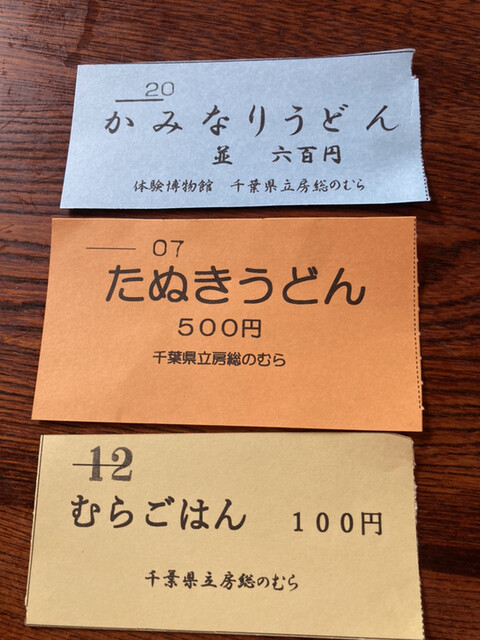 20
かみなりうどん
並 六百円
体験博物館 千葉県立房総のむら
07
たぬきうどん
500円
千葉県立房総のむら
12
むらごはん 100円
千葉県立房総のむら